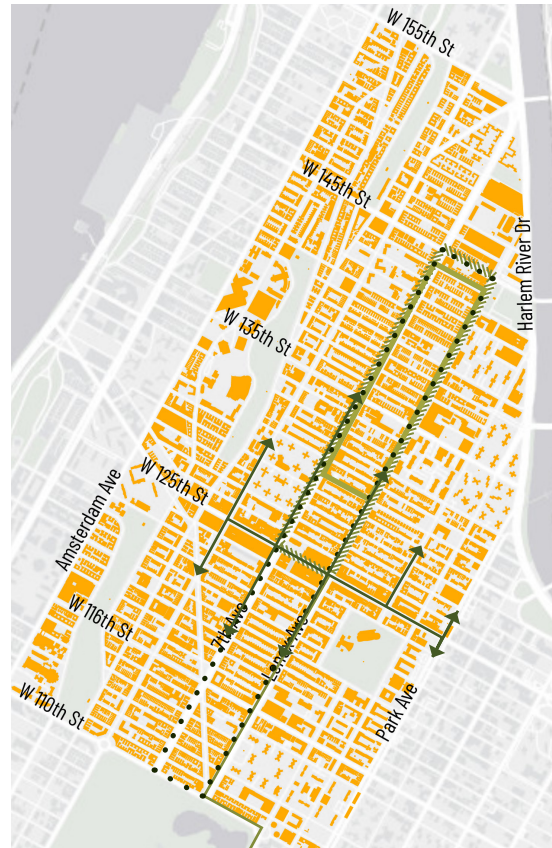 W 155th St
W 145th St
Harlem River Dr
W 135th St
W 125th St
Amsterdam Ave
W 116th St
7th Ave
Lenox Ave
Park Ave
W 110th St